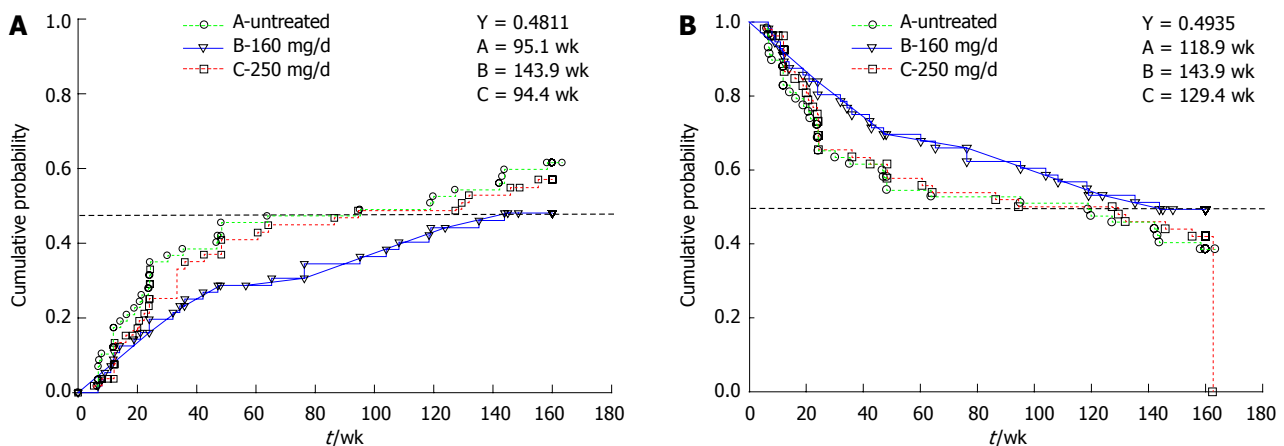 A
A-untreated
B-160 mg/d
C-250 mg/d
Y = 0.4811
A = 95.1 wk
B = 143.9 wk
C = 94.4 wk
Cumulative probability
1.0
0.8
0.6
0.4
0.2
0.0
0 20 40 60 80 100 120 140 160 180
t/wk
B
A-untreated
B-160 mg/d
C-250 mg/d
Y = 0.4935
A = 118.9 wk
B = 143.9 wk
C = 129.4 wk
Cumulative probability
1.0
0.8
0.6
0.4
0.2
0.0
0 20 40 60 80 100 120 140 160 180
t/wk